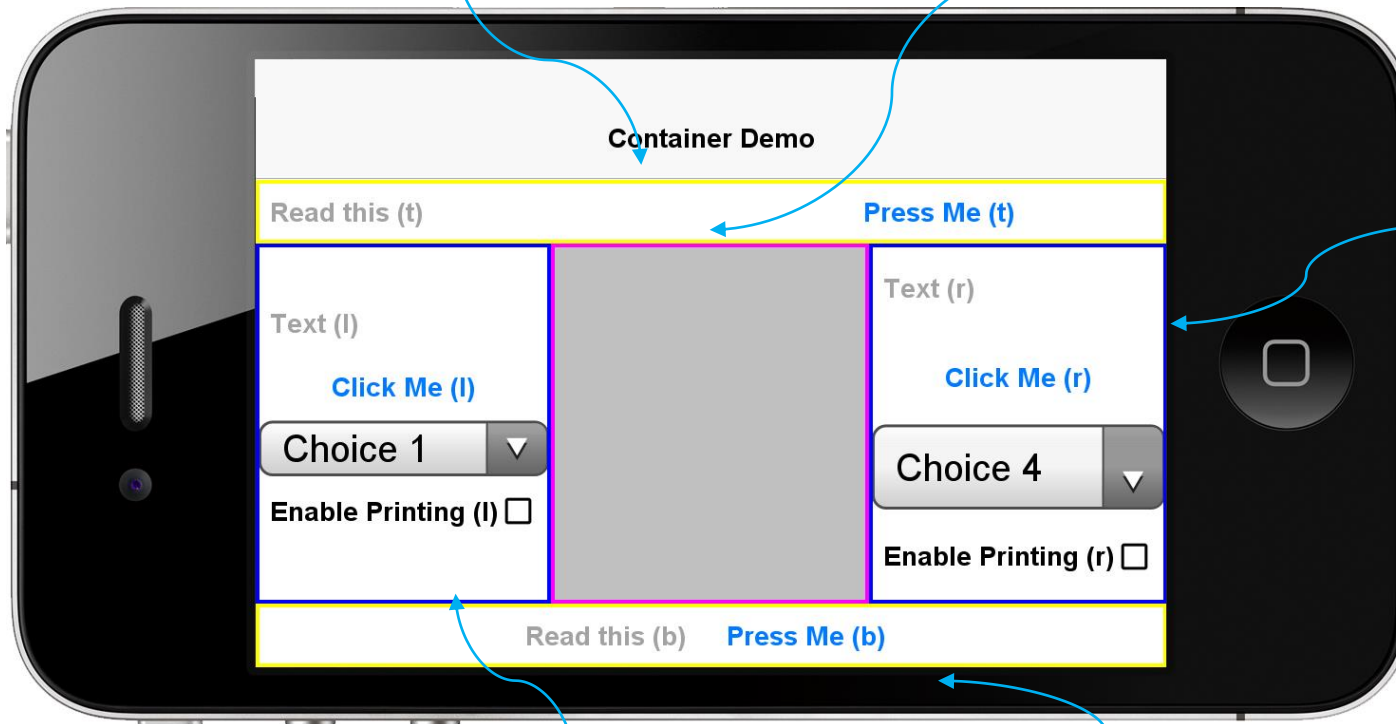 Container Demo
Read this (t) Press Me (t)
Text (l)
Click Me (l)
Choice 1
Enable Printing (l)
Text (r)
Click Me (r)
Choice 4
Enable Printing (r)
Read this (b) Press Me (b)